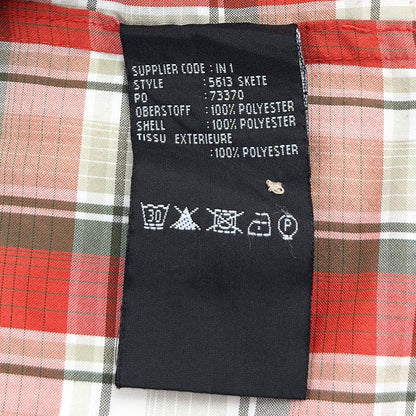 SUPPLIER CODE : IN 1
STYLE : 5613 SKETE
PO : 73370
OBERSTOFF : 100% POLYESTER
SHELL : 100% POLYESTER
TISSU EXTERIEURE
: 100% POLYESTER
30 P